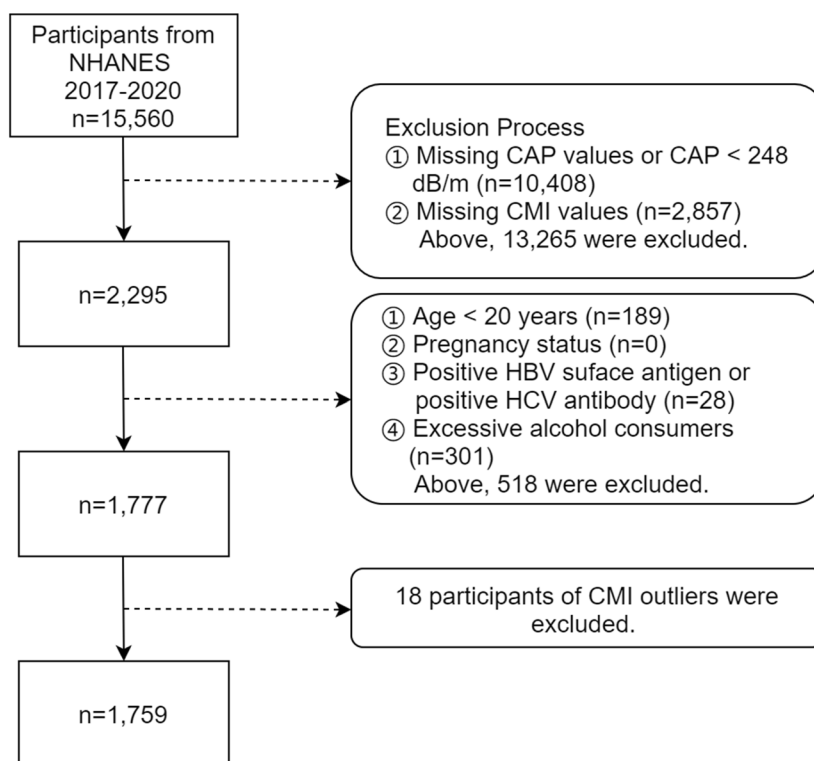 Participants from
NHANES
2017-2020
n=15,560
Exclusion Process
① Missing CAP values or CAP < 248
dB/m (n=10,408)
② Missing CMI values (n=2,857)
Above, 13,265 were excluded.
n=2,295
① Age < 20 years (n=189)
② Pregnancy status (n=0)
③ Positive HBV suface antigen or
positive HCV antibody (n=28)
④ Excessive alcohol consumers
(n=301)
Above, 518 were excluded.
n=1,777
18 participants of CMI outliers were
excluded.
n=1,759